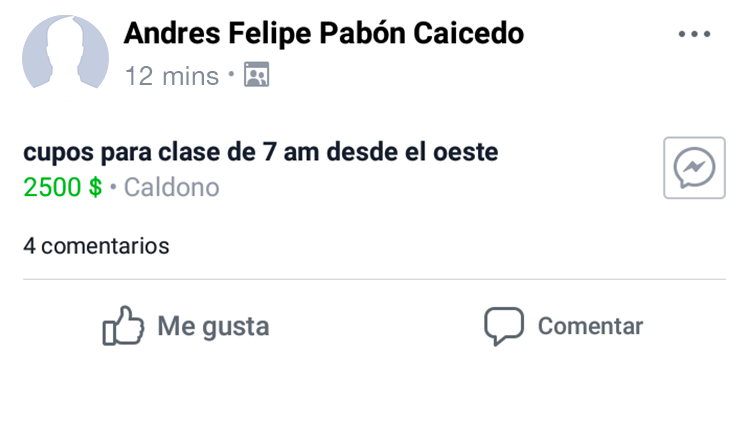 Andres Felipe Pabón Caicedo
12 mins •
cupos para clase de 7 am desde el oeste
2500 $ • Caldono
4 comentarios
Me gusta
Comentar